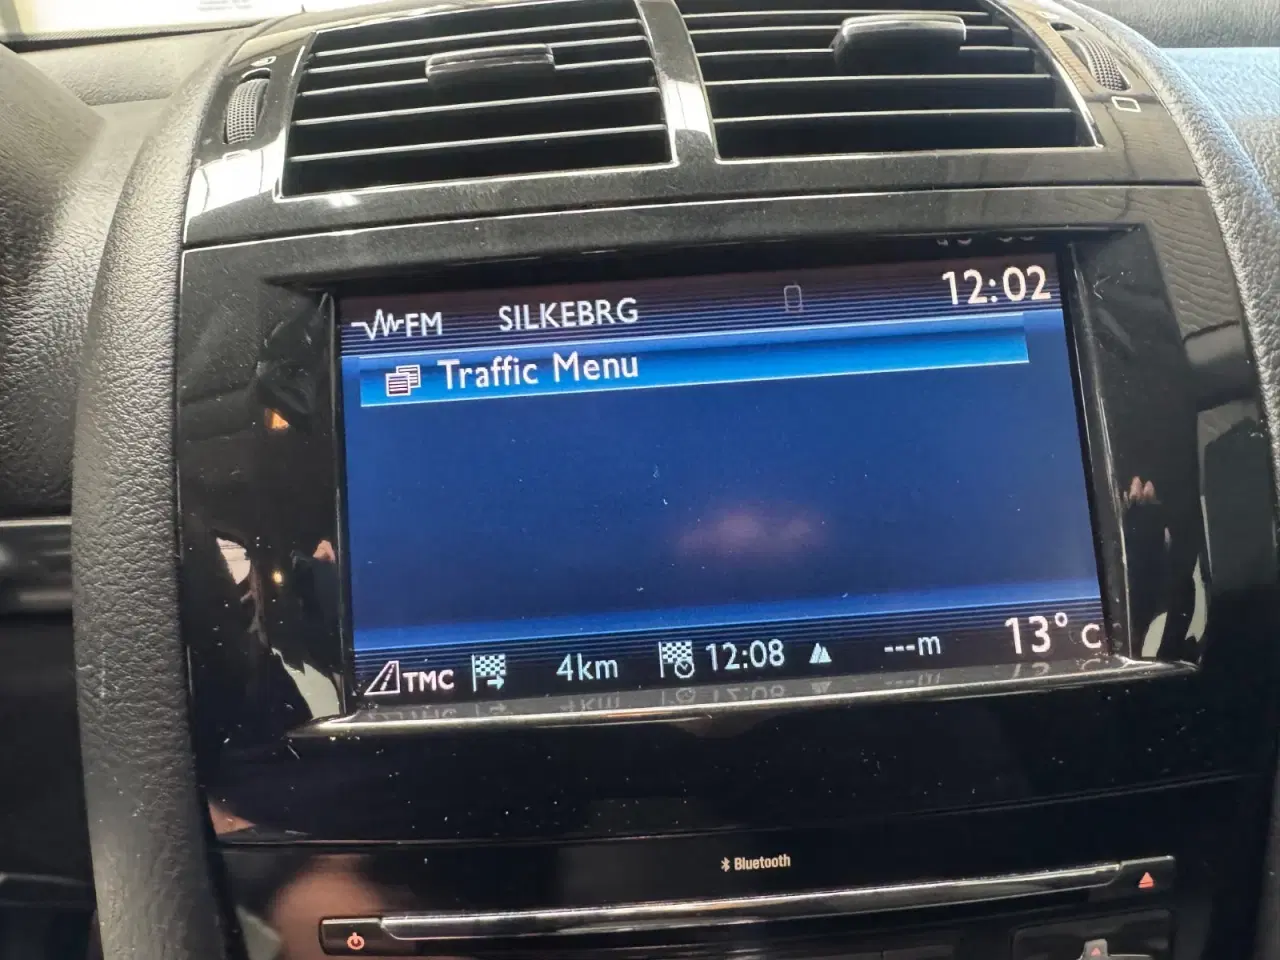 FM SILKEBRG 12:02
Traffic Menu
TMC 4km 12:08 ---m 13°C
Bluetooth